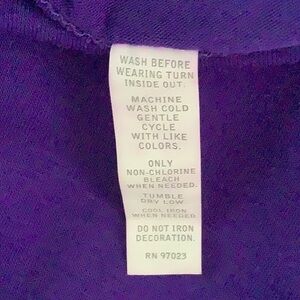 WASH BEFORE
WEARING TURN
INSIDE OUT:
MACHINE
WASH COLD
GENTLE
CYCLE
WITH LIKE
COLORS.
ONLY
NON-CHLORINE
BLEACH
WHEN NEEDED.
TUMBLE
DRY LOW
COOL IRON
WHEN NEEDED
DO NOT IRON
DECORATION.
RN 97023